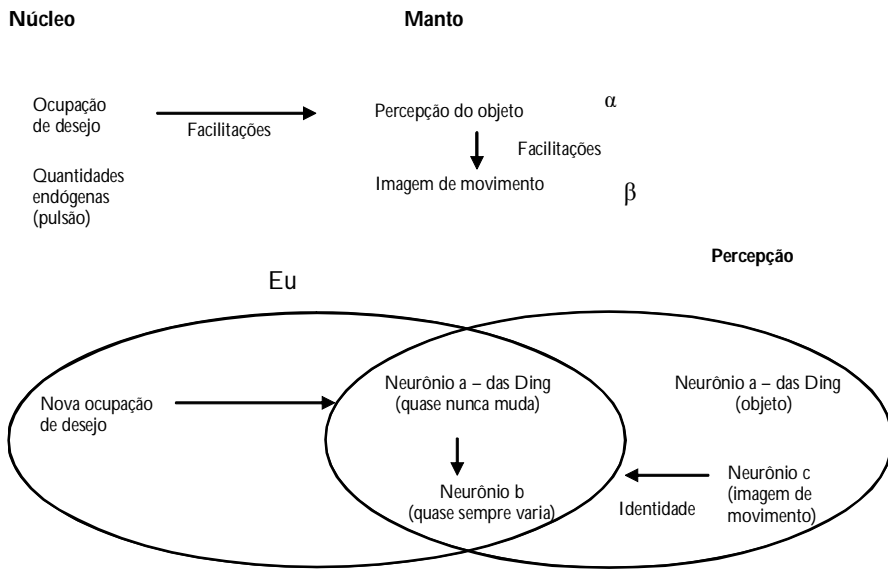 Núcleo
Manto
Ocupação
de desejo
Facilitações
Percepção do objeto
α
Facilitações
Quantidades
endógenas
(pulsão)
Imagem de movimento
β
Percepção
Eu
Nova ocupação
de desejo
Neurônio a – das Ding
(quase nunca muda)
Neurônio a – das Ding
(objeto)
Neurônio b
(quase sempre varia)
Identidade
Neurônio c
(imagem de
movimento)